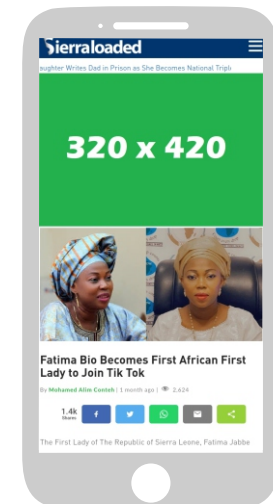 Sierraloaded
aughter Writes Dad in Prison as She Becomes National Triple
320 x 420
Fatima Bio Becomes First African First
Lady to Join Tik Tok
By Mohamed Alim Conteh | 1 month ago | 2,624
1.4k
Shares
The First Lady of The Republic of Sierra Leone, Fatima Jabbe